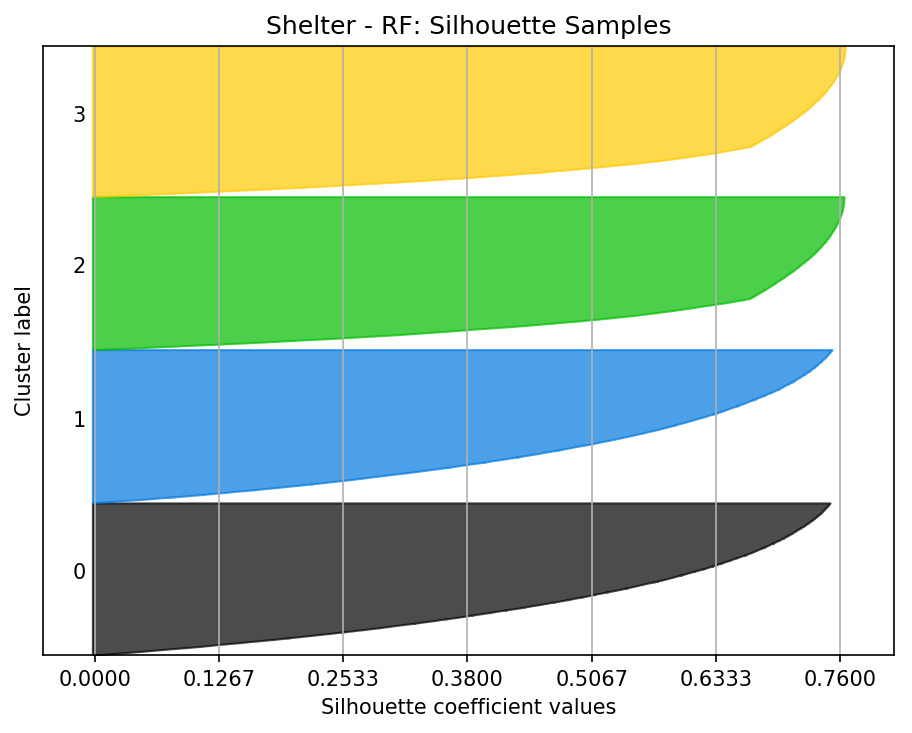 Shelter - RF: Silhouette Samples
3
2
1
0
Cluster label
0.0000 0.1267 0.2533 0.3800 0.5067 0.6333 0.7600
Silhouette coefficient values